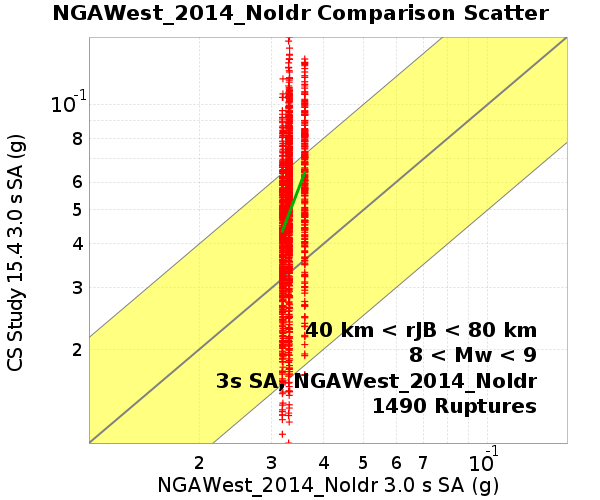 NGAWest_2014_NoIdr Comparison Scatter
CS Study 15.4 3.0 s SA (g)
10-1
8
6
5
4
3
2
40 km < rJB < 80 km
8 < Mw < 9
3s SA, NGAWest_2014_NoIdr
1490 Ruptures
2 3 4 5 6 7 10-1
NGAWest_2014_NoIdr 3.0 s SA (g)